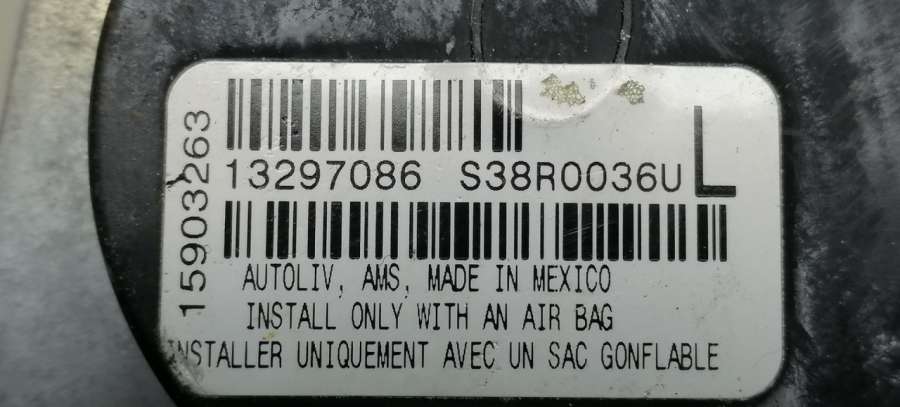 15903263
13297086 S38R0036U L
AUTOLIV, AMS, MADE IN MEXICO
INSTALL ONLY WITH AN AIR BAG
INSTALLER UNIQUEMENT AVEC UN SAC GONFLABLE